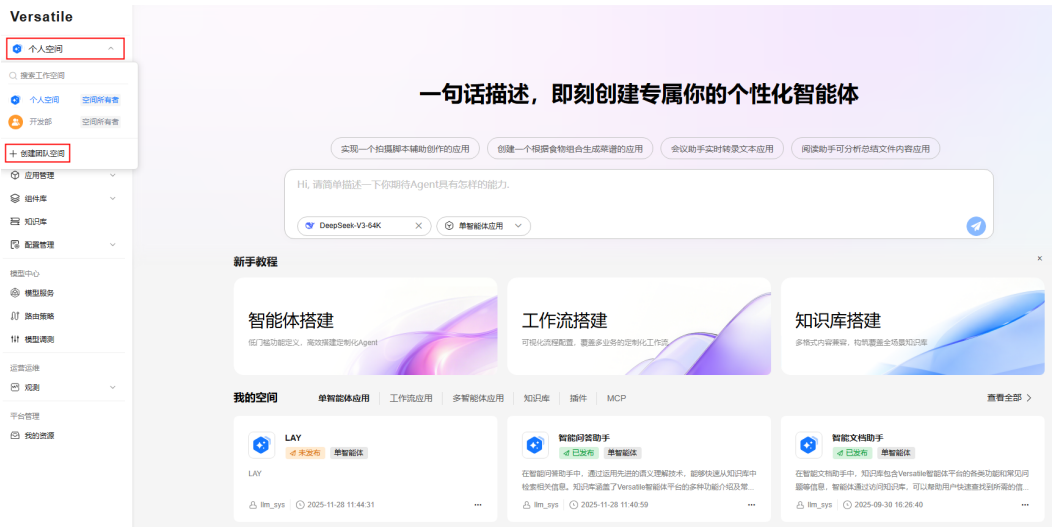 Versatile
个人空间
搜索工作空间
个人空间 空间所有者
开发部 空间所有者
+ 创建团队空间
应用管理
组件库
知识库
配置管理
模型中心
模型服务
路由策略
模型调测
运营运维
观测
平台管理
我的资源
一句话描述，即刻创建专属你的个性化智能体
实现一个拍摄脚本辅助创作的应用 创建一个根据食物组合生成菜谱的应用 会议助手实时转录文本应用 阅读助手可分析总结文件内容应用
Hi, 请简单描述一下你期待Agent具有怎样的能力.
DeepSeek-V3-64K × 单智能体应用
新手教程 ×
智能体搭建
低门槛功能定义，高效搭建定制化Agent
工作流搭建
可视化流程配置，覆盖多业务的定制化工作流
知识库搭建
多格式内容兼容，构筑覆盖全场景知识库
我的空间 单智能体应用 工作流应用 多智能体应用 知识库 插件 MCP 查看全部 >
LAY
未发布 单智能体
LAY
llm_sys 2025-11-28 11:44:31 ...
智能问答助手
已发布 单智能体
在智能问答助手中，通过运用先进的语义理解技术，能够快速从知识库中
检索相关信息。知识库涵盖了Versatile智能体平台的多种功能介绍及常...
llm_sys 2025-11-28 11:40:59 ...
智能文档助手
已发布 单智能体
在智能文档助手中，知识库包含Versatile智能体平台的各类功能和常见问
题等信息，智能体通过访问知识库，可以帮助用户快速查找到所需的信...
llm_sys 2025-09-30 16:26:40 ...